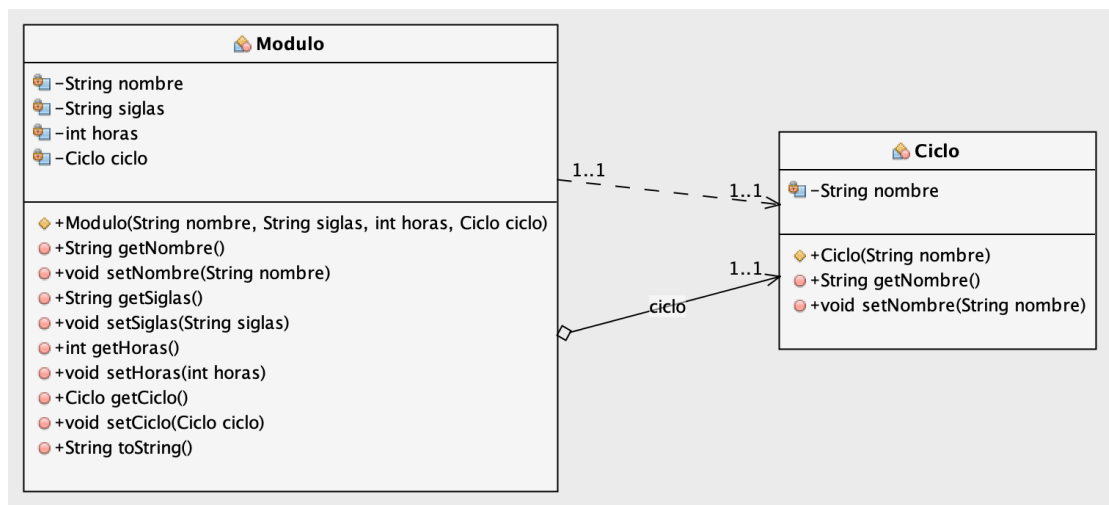 Modulo
-String nombre
-String siglas
-int horas
-Ciclo ciclo
+Modulo(String nombre, String siglas, int horas, Ciclo ciclo)
+String getNombre()
+void setNombre(String nombre)
+String getSiglas()
+void setSiglas(String siglas)
+int getHoras()
+void setHoras(int horas)
+Ciclo getCiclo()
+void setCiclo(Ciclo ciclo)
+String toString()
1..1
1..1
1..1
ciclo
Ciclo
-String nombre
+Ciclo(String nombre)
+String getNombre()
+void setNombre(String nombre)